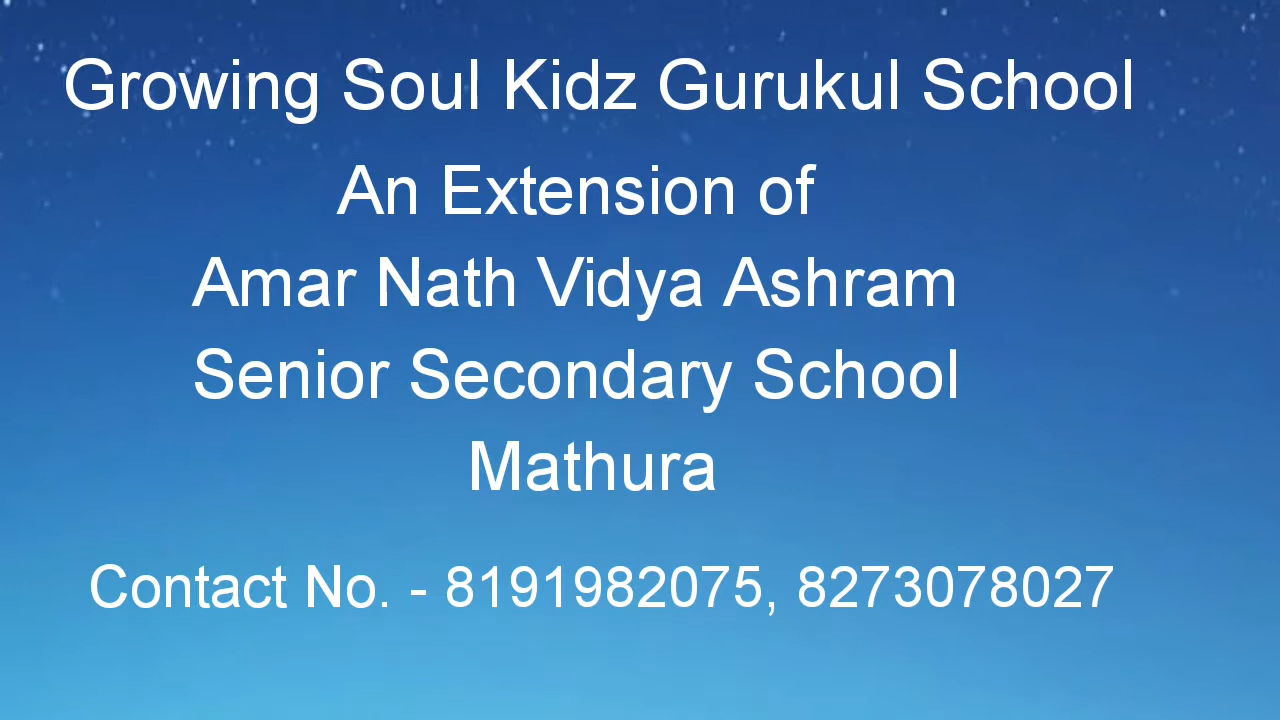 Growing Soul Kidz Gurukul School
An Extension of
Amar Nath Vidya Ashram
Senior Secondary School
Mathura
Contact No. - 8191982075, 8273078027